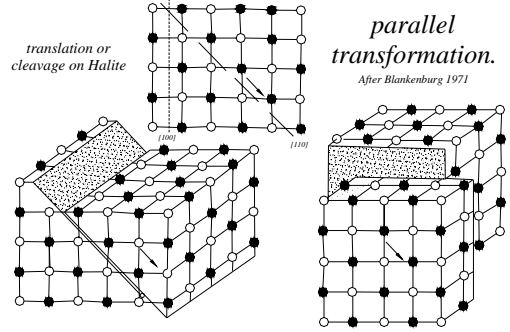 translation or
cleavage on Halite
parallel
transformation.
After Blankenburg 1971
[100]
[110]